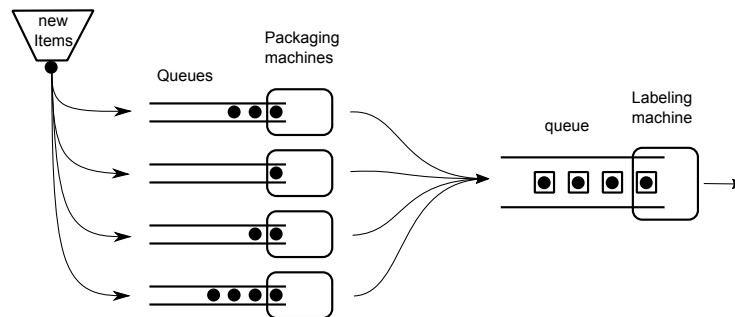 new
Items
Packaging
machines
Queues
Labeling
machine
queue